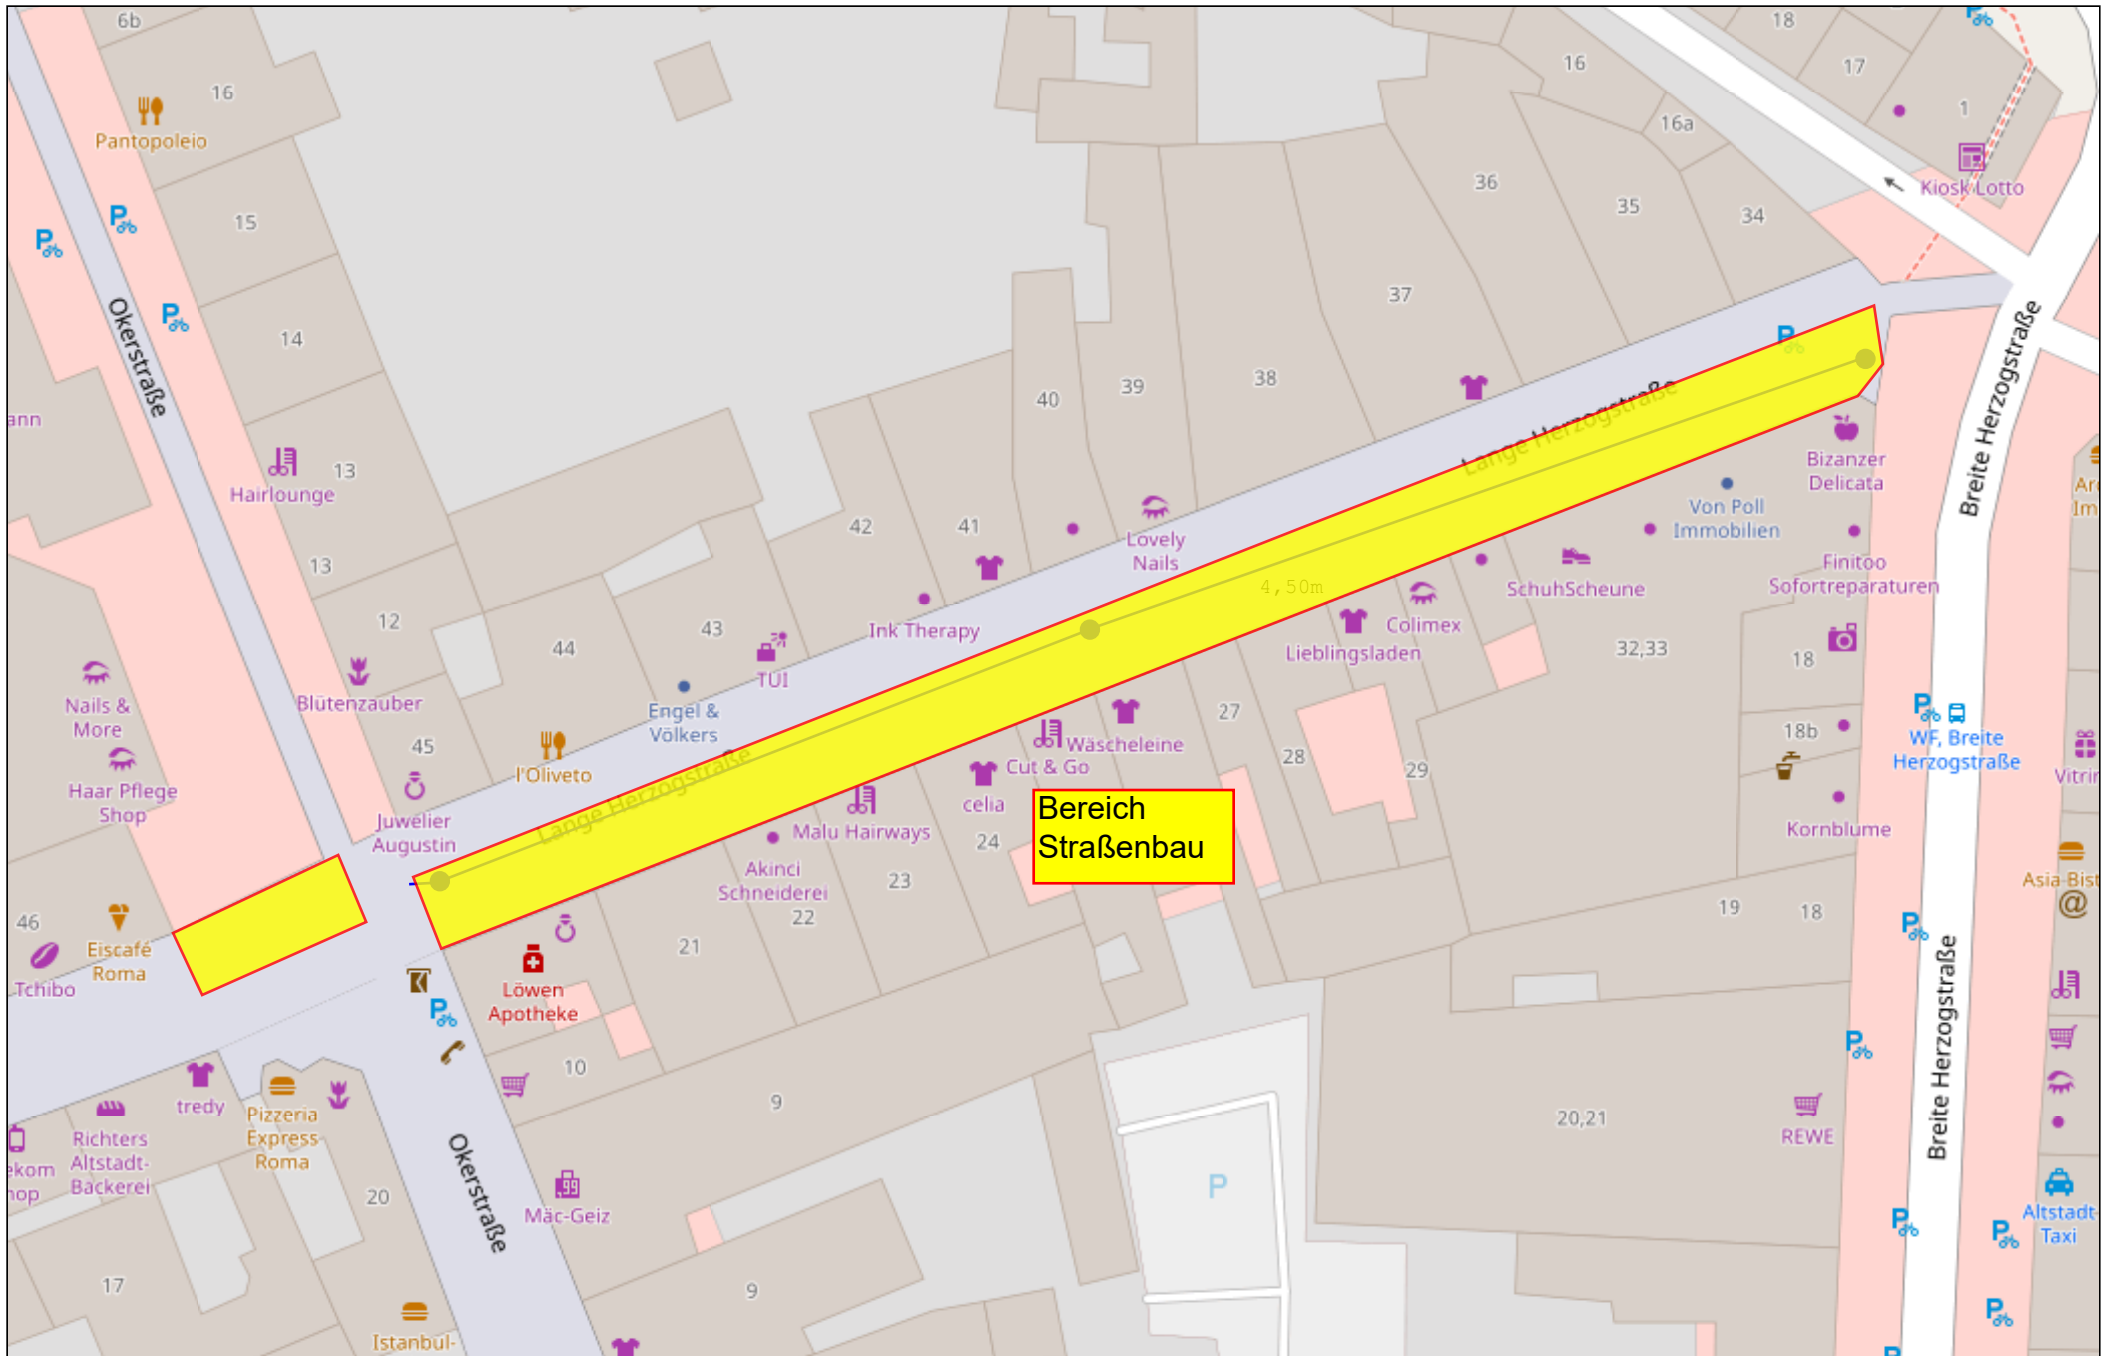 6b
16
Pantopoleio
15
14
Okerstraße
13
Hairlounge
13
12
Blütenzauber
45
Nails &
More
Haar Pflege
Shop
Juwelier
Augustin
46
Eiscafé
Roma
Tchibo
44
43
TUI
Engel &
Völkers
l'Oliveto
42
41
Ink Therapy
40
39
38
37
36
35
34
16
16a
18
17
1
Kiosk Lotto
Lovely
Nails
Lange Herzogstraße
Lange Herzogstraße
4,50m
Breite Herzogstraße
Bizanzer
Delicata
Von Poll
Immobilien
Finitoo
Sofortreparaturen
SchuhScheune
Colimex
Lieblingsladen
32,33
18
18b
Kornblume
WF, Breite
Herzogstraße
27
28
29
Wäscheleine
Cut & Go
celia
24
Malu Hairways
Akinci
Schneiderei
23
22
21
Bereich
Straßenbau
Löwen
Apotheke
10
9
19
18
20,21
REWE
Breite Herzogstraße
Asia-Bist
@
Altstadt-
Taxi
P
Mäc-Geiz
9
Okerstraße
tredy
Richters
Altstadt-
Bäckerei
Pizzeria
Express
Roma
20
17
Istanbul-
ann
ekom
hop
Vitrin